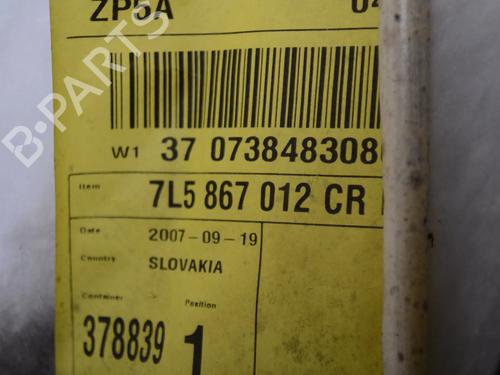 ZP5A 04
W1 37 073848308
Item 7L5 867 012 CR
Date 2007-09-19
Country SLOVAKIA
Container Position
378839 1
B-PARTS